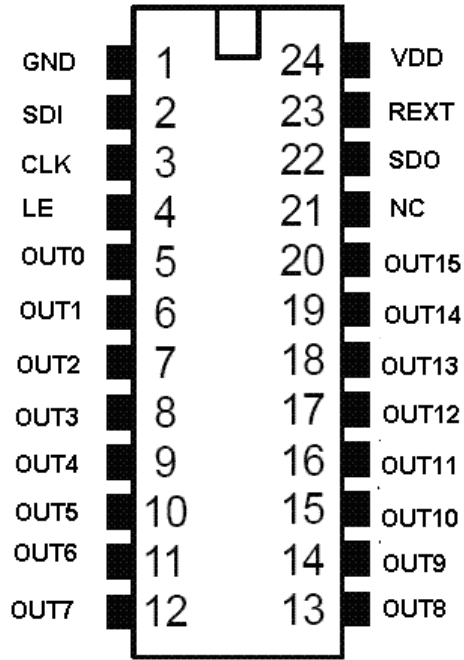 GND 1 24 VDD
SDI 2 23 REXT
CLK 3 22 SDO
LE 4 21 NC
OUT0 5 20 OUT15
OUT1 6 19 OUT14
OUT2 7 18 OUT13
OUT3 8 17 OUT12
OUT4 9 16 OUT11
OUT5 10 15 OUT10
OUT6 11 14 OUT9
OUT7 12 13 OUT8